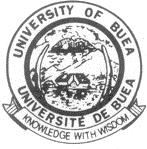 UNIVERSITY OF BUEA
UNIVERSITÉ DE BUEA
KNOWLEDGE WITH WISDOM